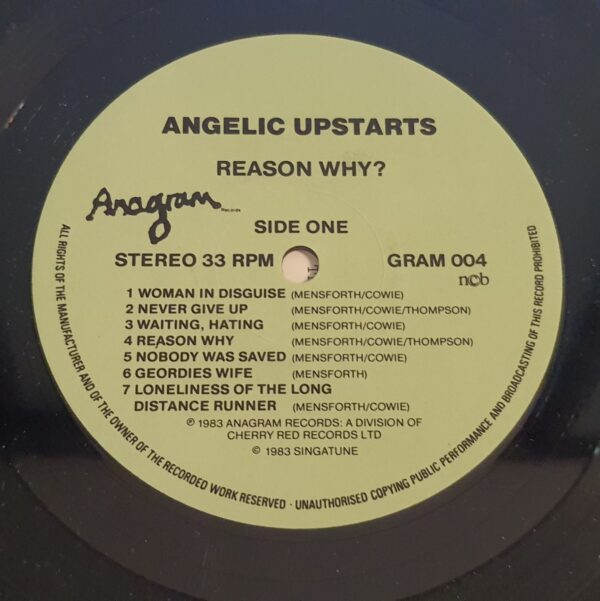 ANGELIC UPSTARTS
REASON WHY?
Anagram
Records
SIDE ONE
STEREO 33 RPM
GRAM 004
ncb
1 WOMAN IN DISGUISE (MENSFORTH/COWIE)
2 NEVER GIVE UP (MENSFORTH/COWIE/THOMPSON)
3 WAITING, HATING (MENSFORTH/COWIE)
4 REASON WHY (MENSFORTH/COWIE/THOMPSON)
5 NOBODY WAS SAVED (MENSFORTH/COWIE)
6 GEORDIES WIFE (MENSFORTH)
7 LONELINESS OF THE LONG
DISTANCE RUNNER (MENSFORTH/COWIE)
℗ 1983 ANAGRAM RECORDS: A DIVISION OF
CHERRY RED RECORDS LTD
© 1983 SINGATUNE
ALL RIGHTS OF THE MANUFACTURER AND OF THE OWNER OF THE RECORDED WORK RESERVED · UNAUTHORISED COPYING PUBLIC PERFORMANCE AND BROADCASTING OF THIS RECORD PROHIBITED